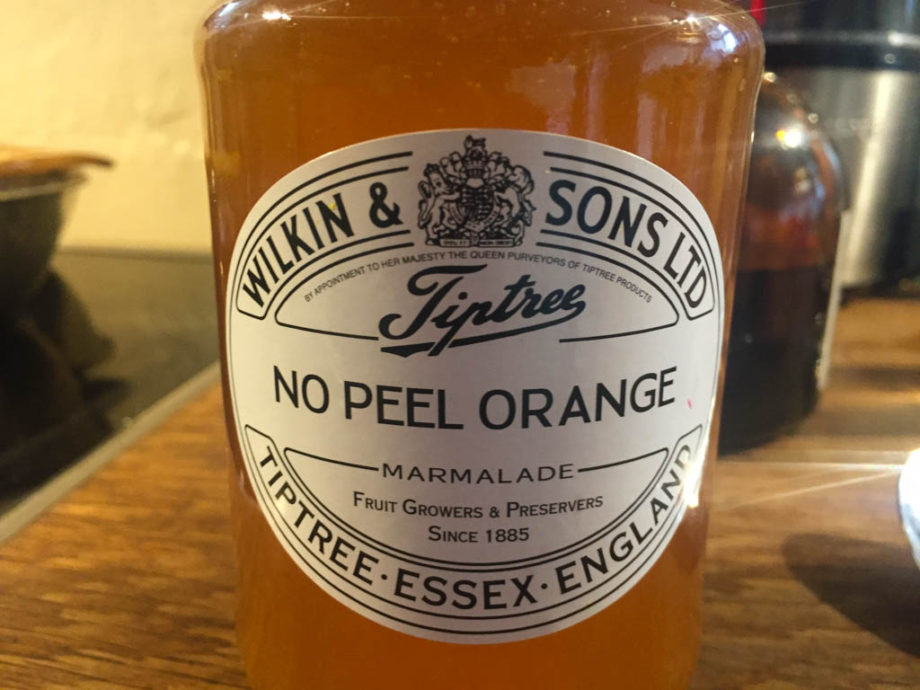 WILKIN & SONS LTD
BY APPOINTMENT TO HER MAJESTY THE QUEEN PURVEYORS OF TIPTREE PRODUCTS
Tiptree
NO PEEL ORANGE
MARMALADE
FRUIT GROWERS & PRESERVERS
SINCE 1885
TIPTREE · ESSEX · ENGLAND